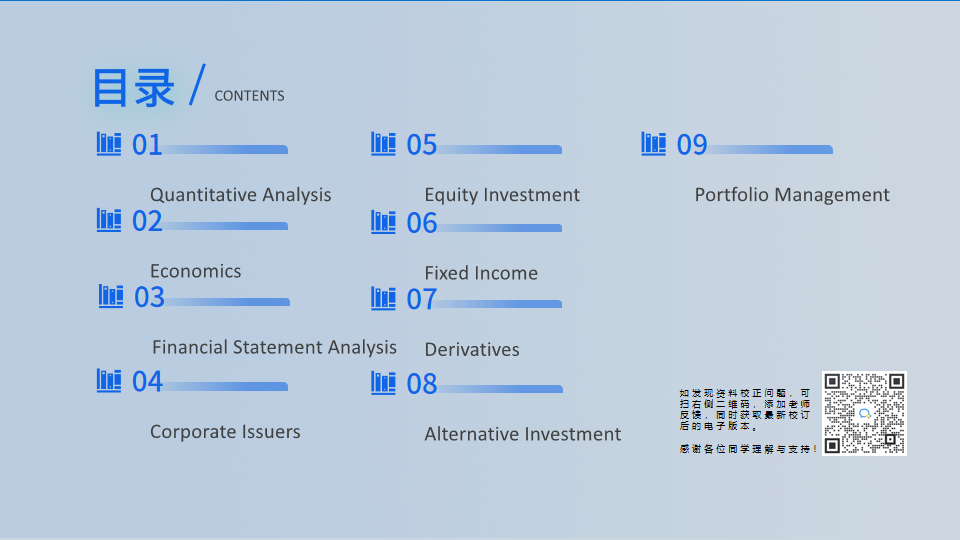 目录 / CONTENTS
01
Quantitative Analysis
02
Economics
03
Financial Statement Analysis
04
Corporate Issuers
05
Equity Investment
06
Fixed Income
07
Derivatives
08
Alternative Investment
09
Portfolio Management
如发现资料校正问题，可
扫右侧二维码，添加老师
反馈，同时获取最新校订
后的电子版本。
感谢各位同学理解与支持！